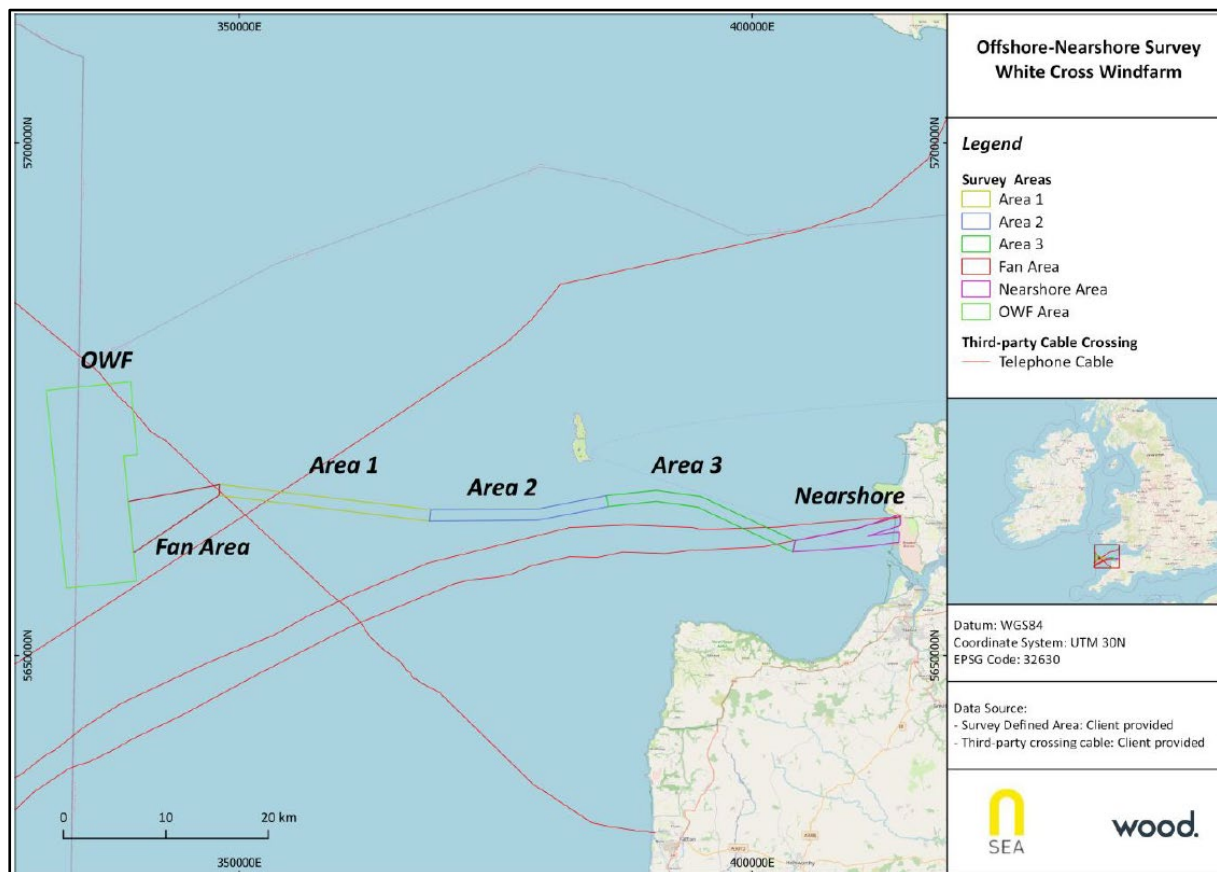 350000E
400000E
5700000N
5700000N
OWF
Area 1
Area 2
Area 3
Nearshore
Fan Area
5650000N
5650000N
0 10 20 km
350000E
400000E
Offshore-Nearshore Survey
White Cross Windfarm
Legend
Survey Areas
Area 1
Area 2
Area 3
Fan Area
Nearshore Area
OWF Area
Third-party Cable Crossing
Telephone Cable
Datum: WGS84
Coordinate System: UTM 30N
EPSG Code: 32630
Data Source:
- Survey Defined Area: Client provided
- Third-party crossing cable: Client provided
SEA
wood.